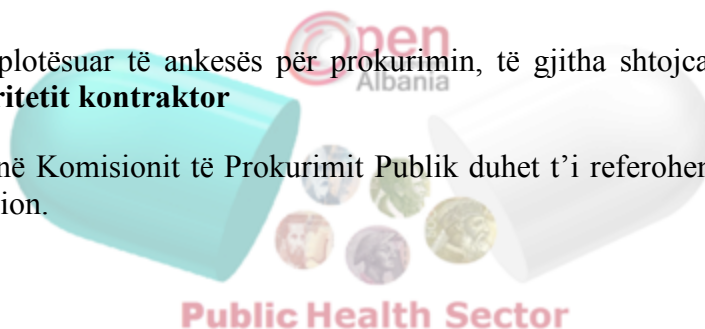 Open
Albania
plotësuar të ankesës për prokurimin, të gjitha shtojca
ritetit kontraktor
në Komisionit të Prokurimit Publik duhet t’i referoher
ion.
Public Health Sector